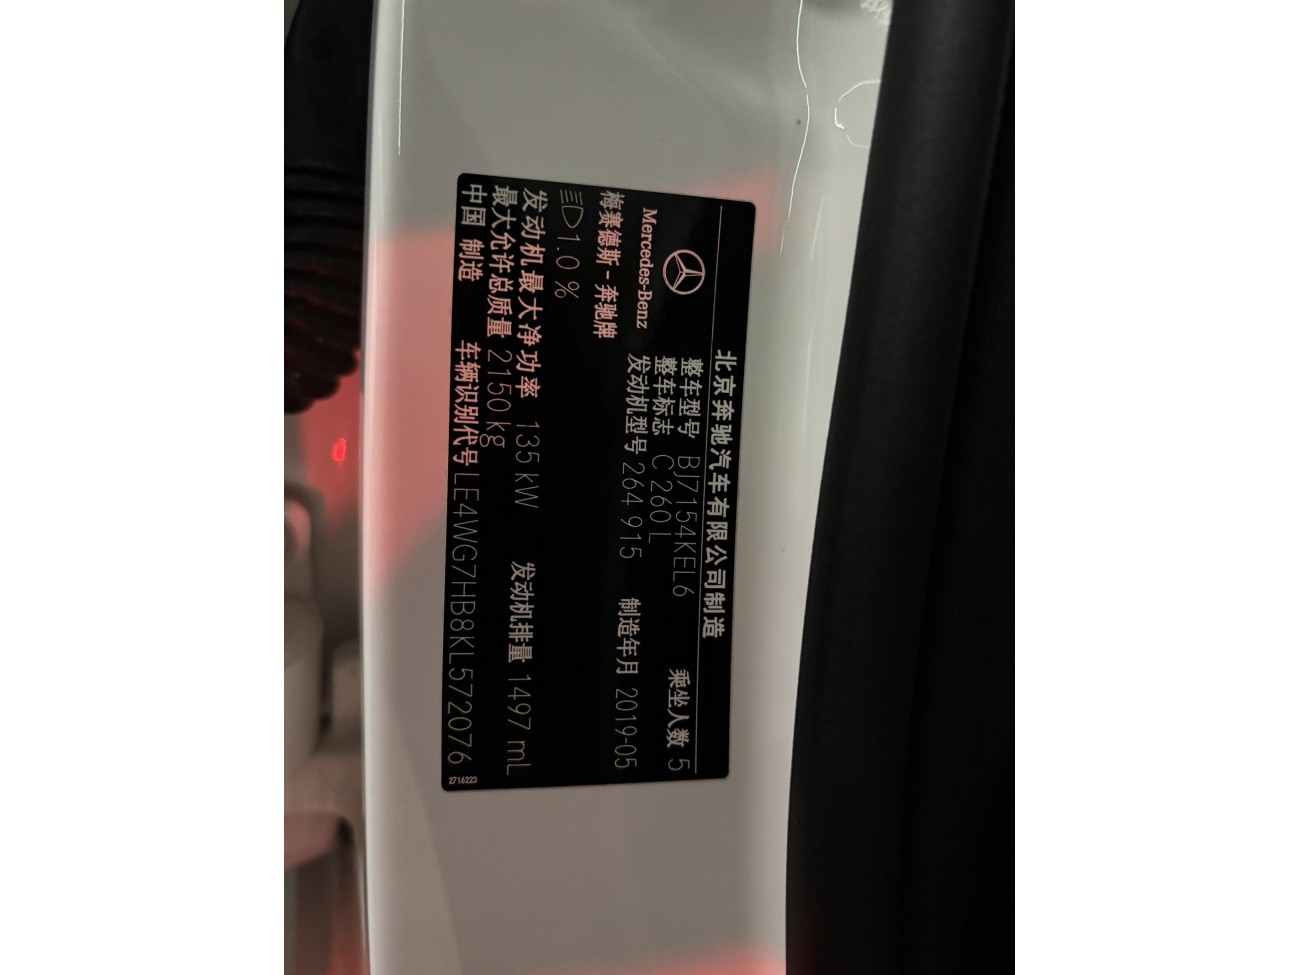 北京奔驰汽车有限公司制造
整车型号 BJ7154KEL6 乘坐人数 5
整车标志 C 260 L
Mercedes-Benz 发动机型号 264 915 制造年月 2019-05
梅赛德斯-奔驰牌
1.0 %
发动机最大净功率 135 kW 发动机排量 1497 mL
最大允许总质量 2150 kg
中国 制造 车辆识别代号 LE4WG7HB8KL572076
2716223